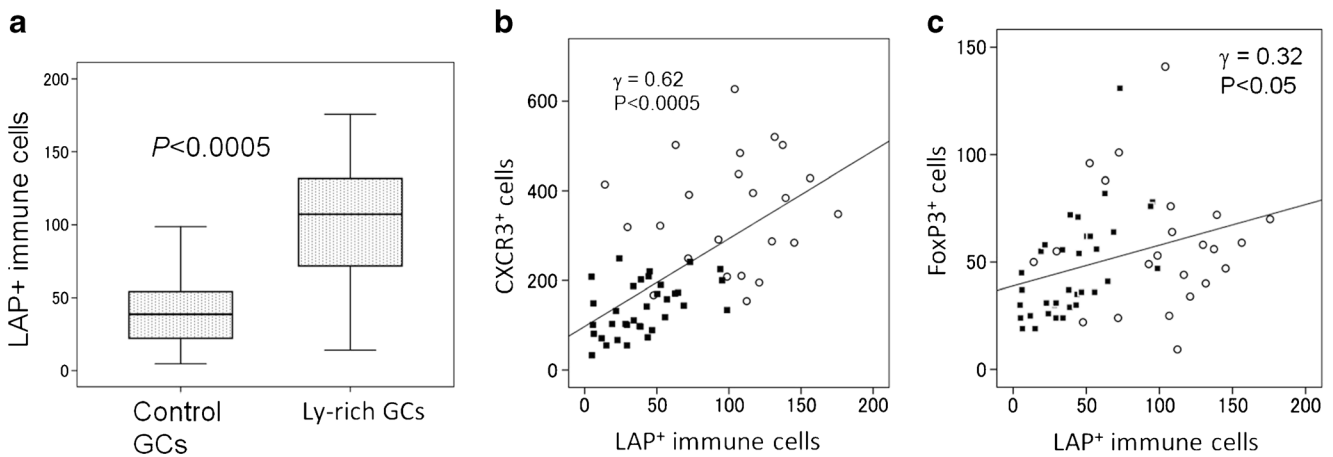 a
LAP+ immune cells
200
150
100
50
0
P<0.0005
Control
GCs
Ly-rich GCs
b
CXCR3+ cells
600
400
200
0
γ = 0.62
P<0.0005
0 50 100 150 200
LAP+ immune cells
c
FoxP3+ cells
150
100
50
0
γ = 0.32
P<0.05
0 50 100 150 200
LAP+ immune cells